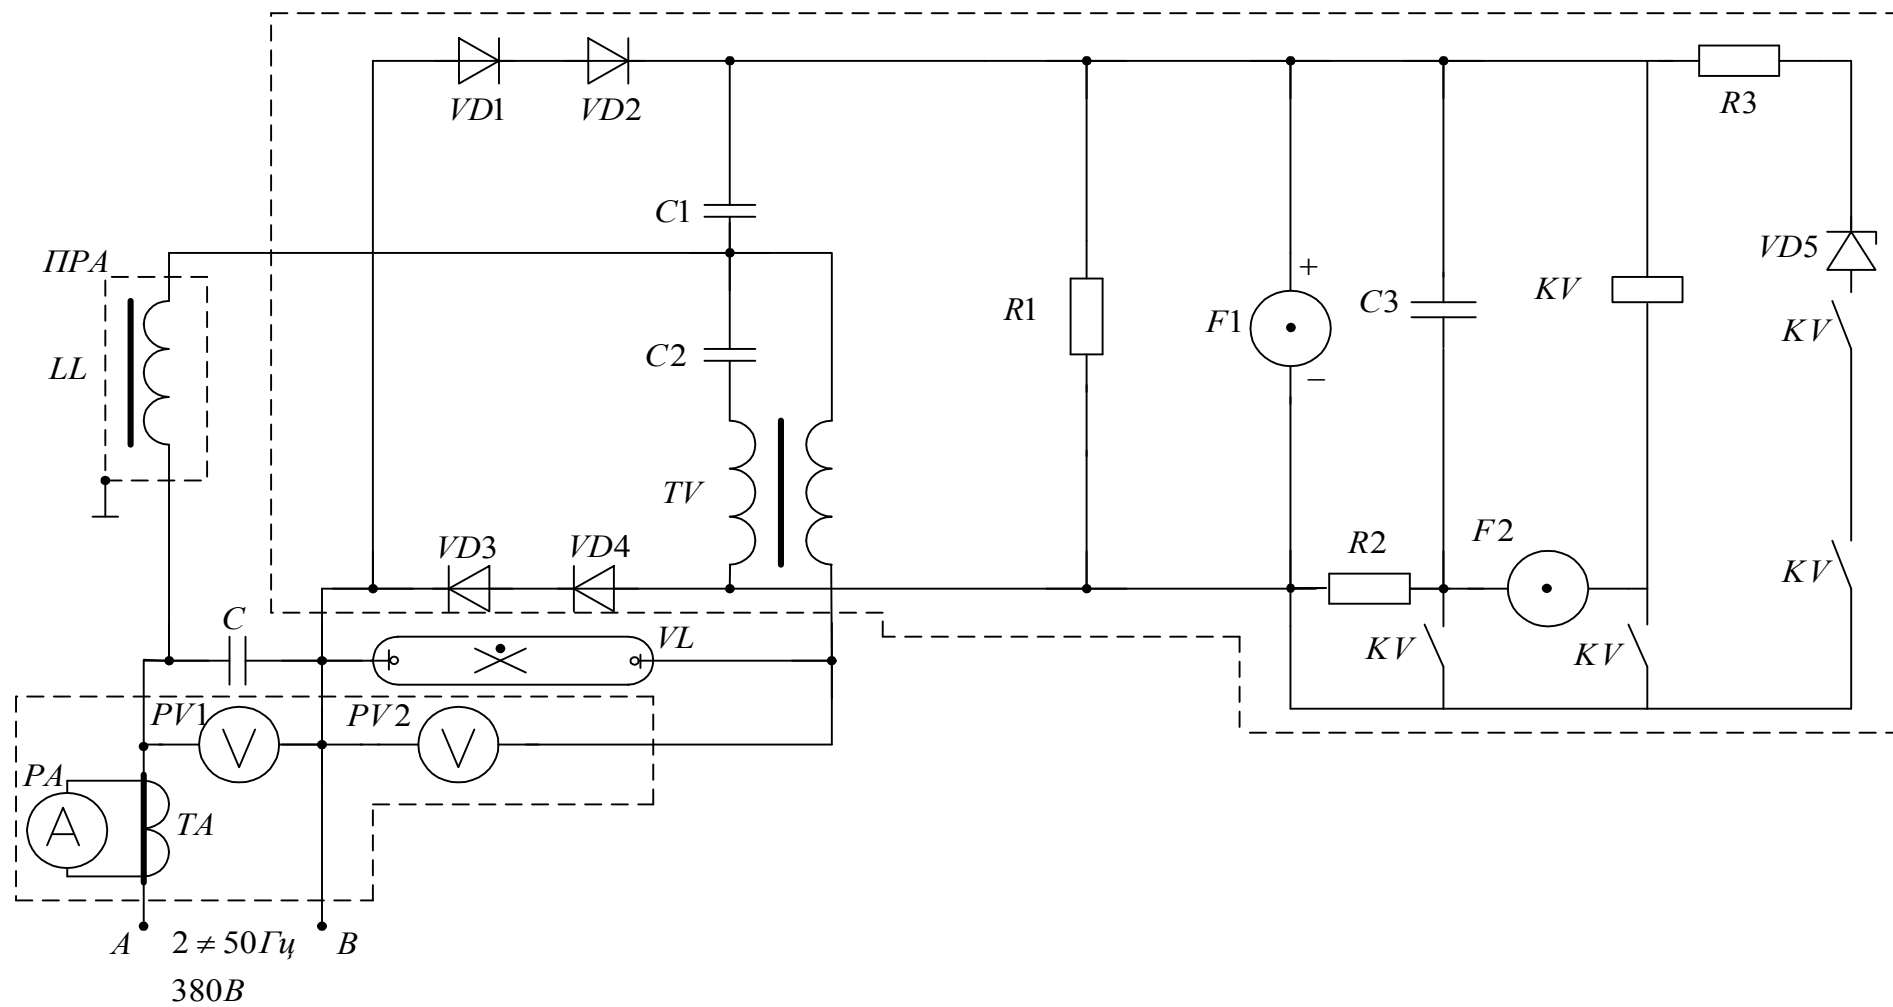 VD1
VD2
R3
C1
ПРА
VD5
+
R1
F1
C3
KV
KV
C2
LL
−
TV
VD3
VD4
R2
F2
KV
C
VL
KV
KV
PV1
PV2
V
V
PA
A
TA
A
2 ≠ 50Гц
B
380В